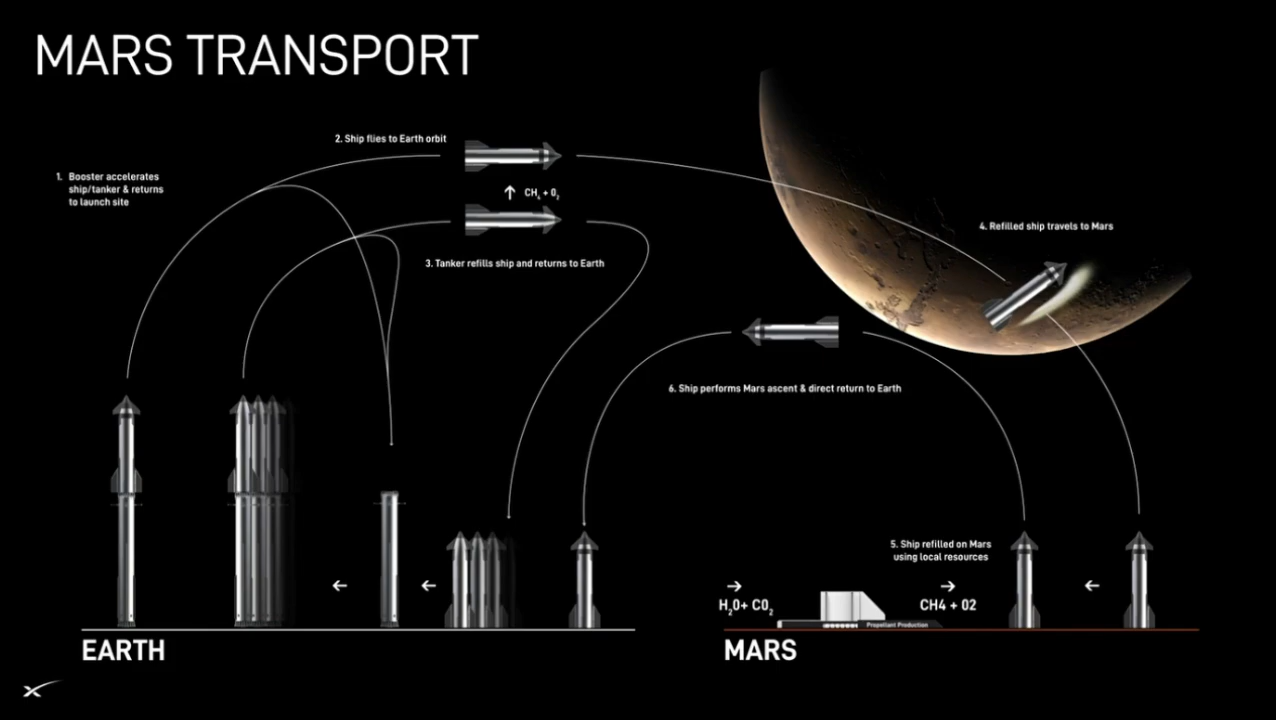 MARS TRANSPORT
2. Ship flies to Earth orbit
1. Booster accelerates
ship/tanker & returns
to launch site
CH₄ + O₂
4. Refilled ship travels to Mars
3. Tanker refills ship and returns to Earth
6. Ship performs Mars ascent & direct return to Earth
5. Ship refilled on Mars
using local resources
H₂O+ CO₂
CH4 + O2
Propellant Production
EARTH
MARS